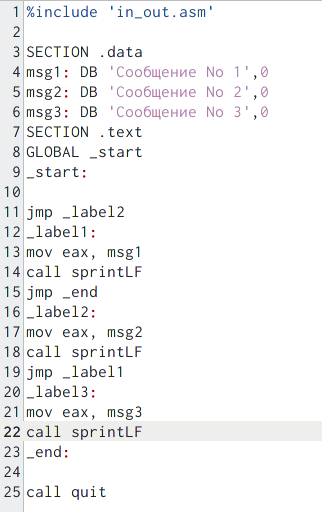 1 %include 'in_out.asm'
2
3 SECTION .data
4 msg1: DB 'Сообщение No 1',0
5 msg2: DB 'Сообщение No 2',0
6 msg3: DB 'Сообщение No 3',0
7 SECTION .text
8 GLOBAL _start
9 _start:
10
11 jmp _label2
12 _label1:
13 mov eax, msg1
14 call sprintLF
15 jmp _end
16 _label2:
17 mov eax, msg2
18 call sprintLF
19 jmp _label1
20 _label3:
21 mov eax, msg3
22 call sprintLF
23 _end:
24
25 call quit